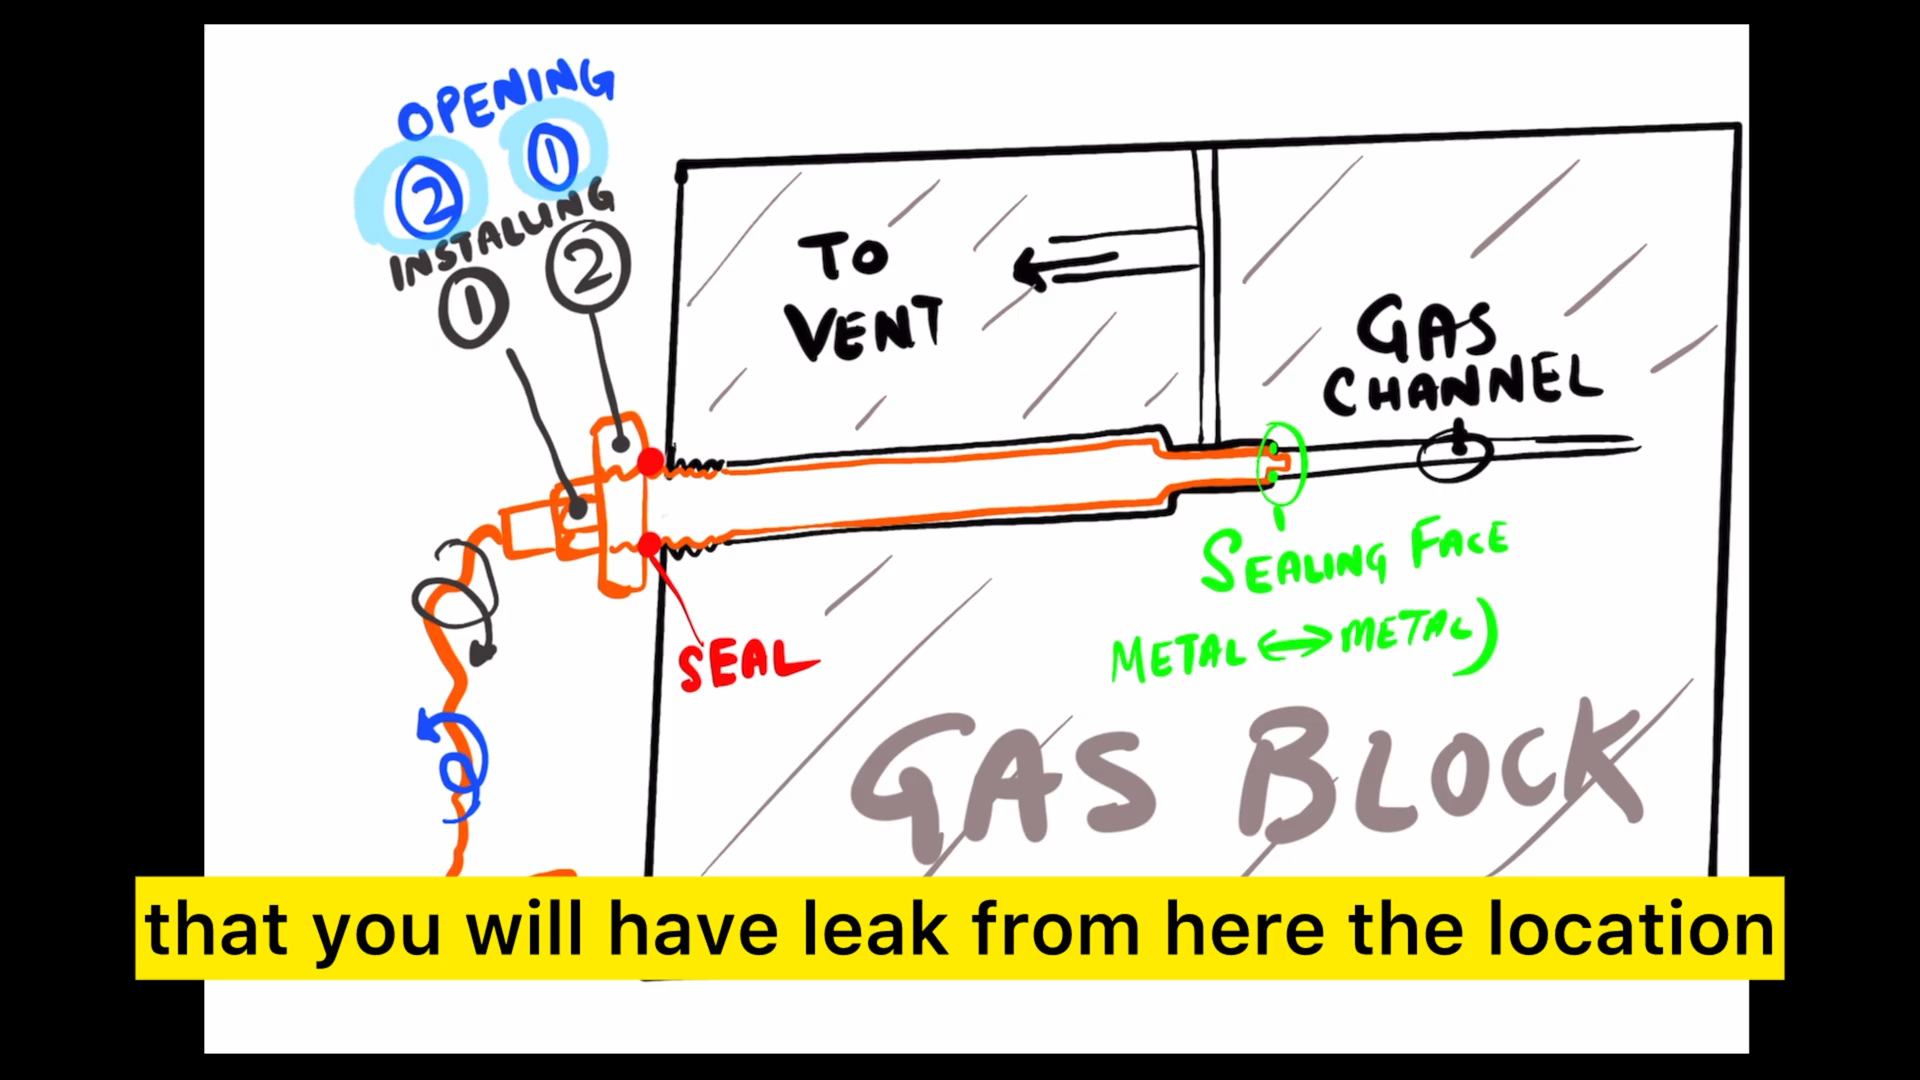 OPENING
2 1
INSTALLING
1 2
TO
VENT
GAS
CHANNEL
SEALING FACE
METAL ↔ METAL)
SEAL
GAS BLOCK
that you will have leak from here the location